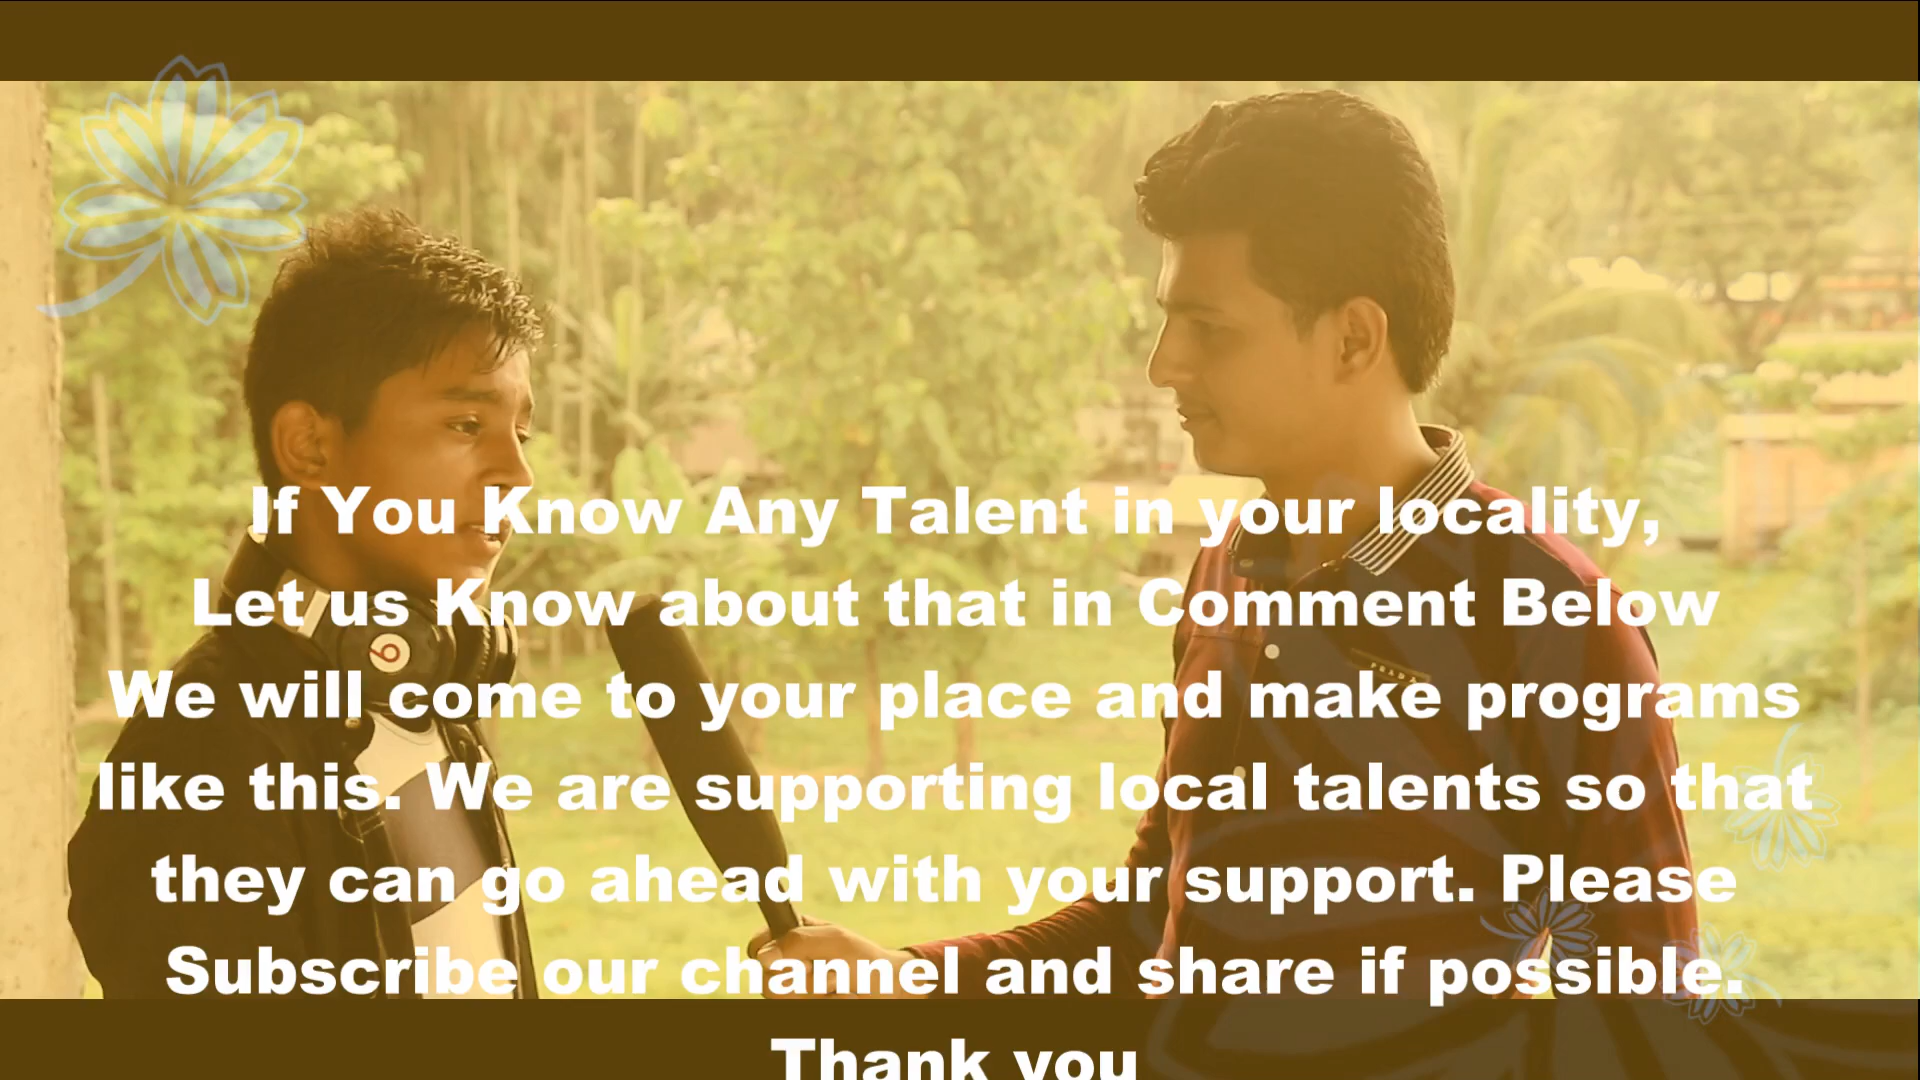 If You Know Any Talent in your locality,
Let us Know about that in Comment Below
We will come to your place and make programs
like this. We are supporting local talents so that
they can go ahead with your support. Please
Subscribe our channel and share if possible.
Thank you
PRADA